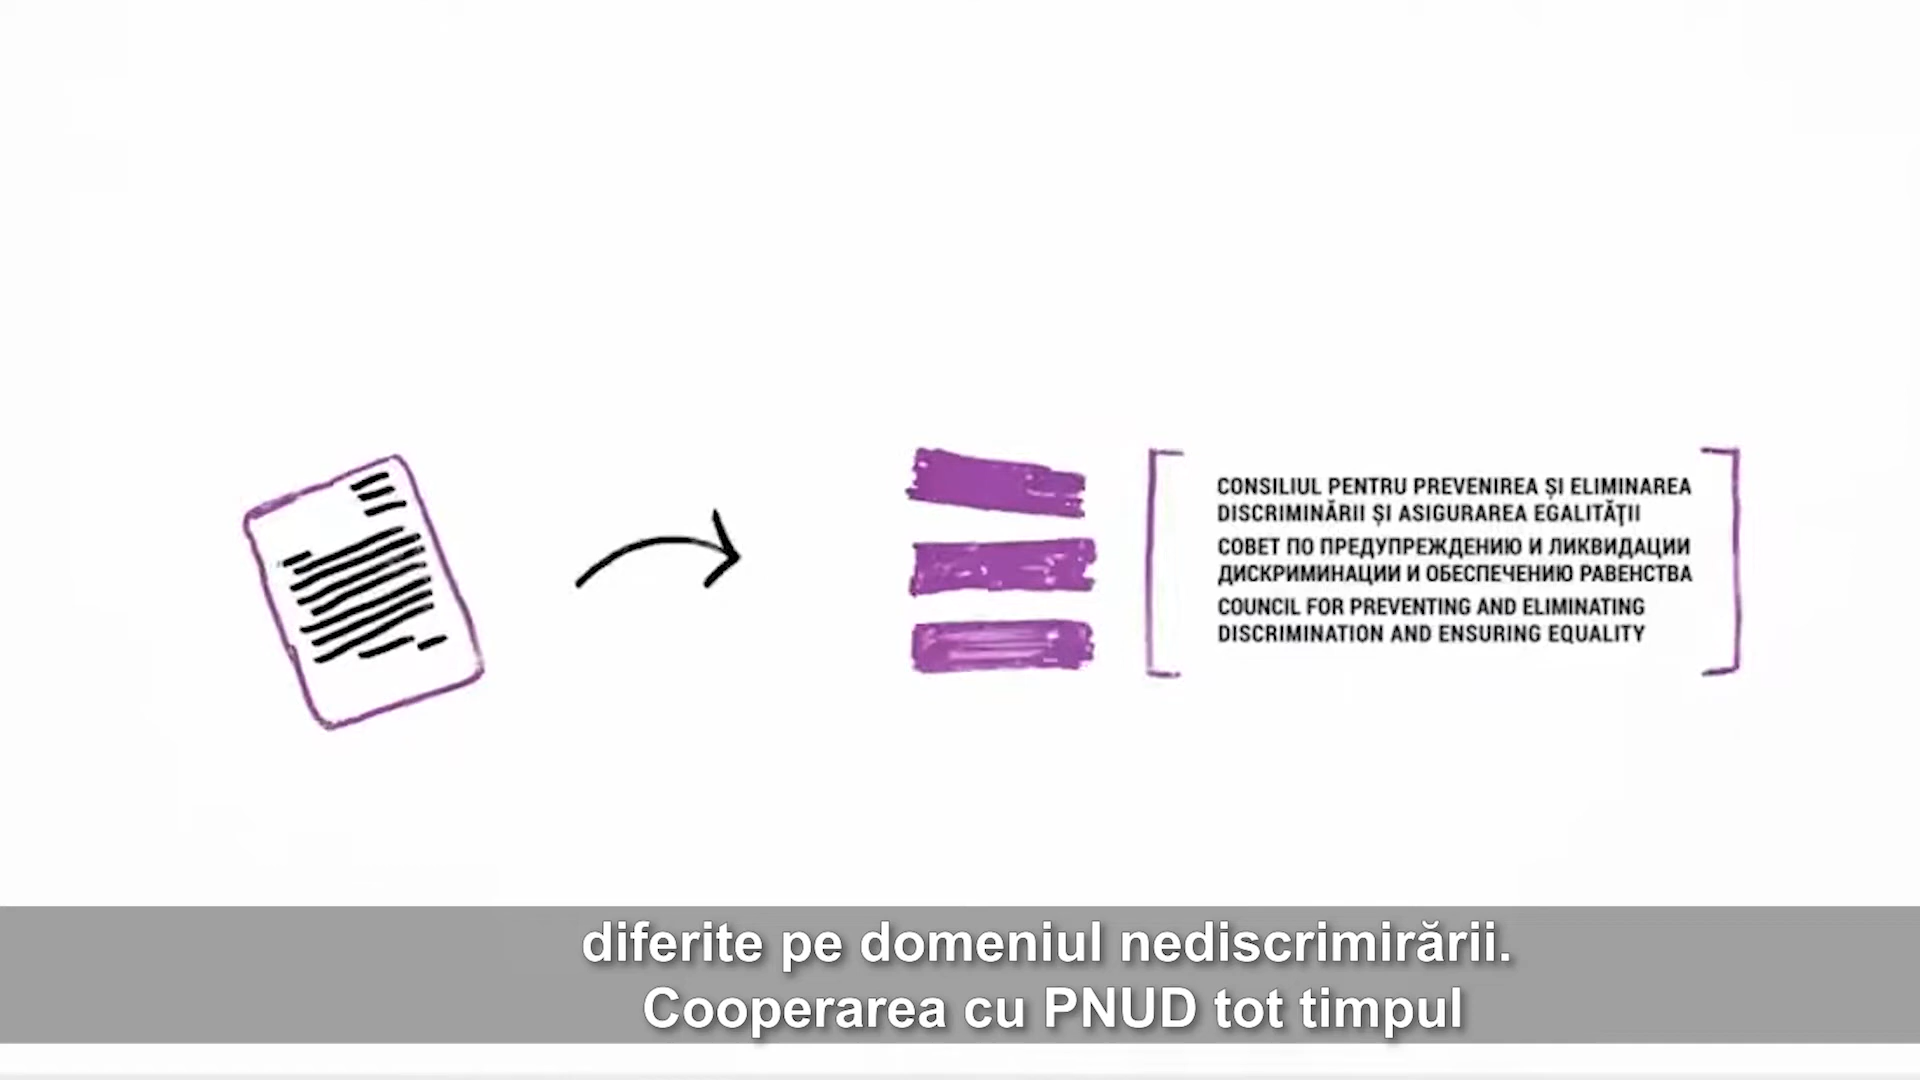 CONSILIUL PENTRU PREVENIREA ȘI ELIMINAREA
DISCRIMINĂRII ȘI ASIGURAREA EGALITĂŢII
СОВЕТ ПО ПРЕДУПРЕЖДЕНИЮ И ЛИКВИДАЦИИ
ДИСКРИМИНАЦИИ И ОБЕСПЕЧЕНИЮ РАВЕНСТВА
COUNCIL FOR PREVENTING AND ELIMINATING
DISCRIMINATION AND ENSURING EQUALITY
diferite pe domeniul nediscrimirării.
Cooperarea cu PNUD tot timpul